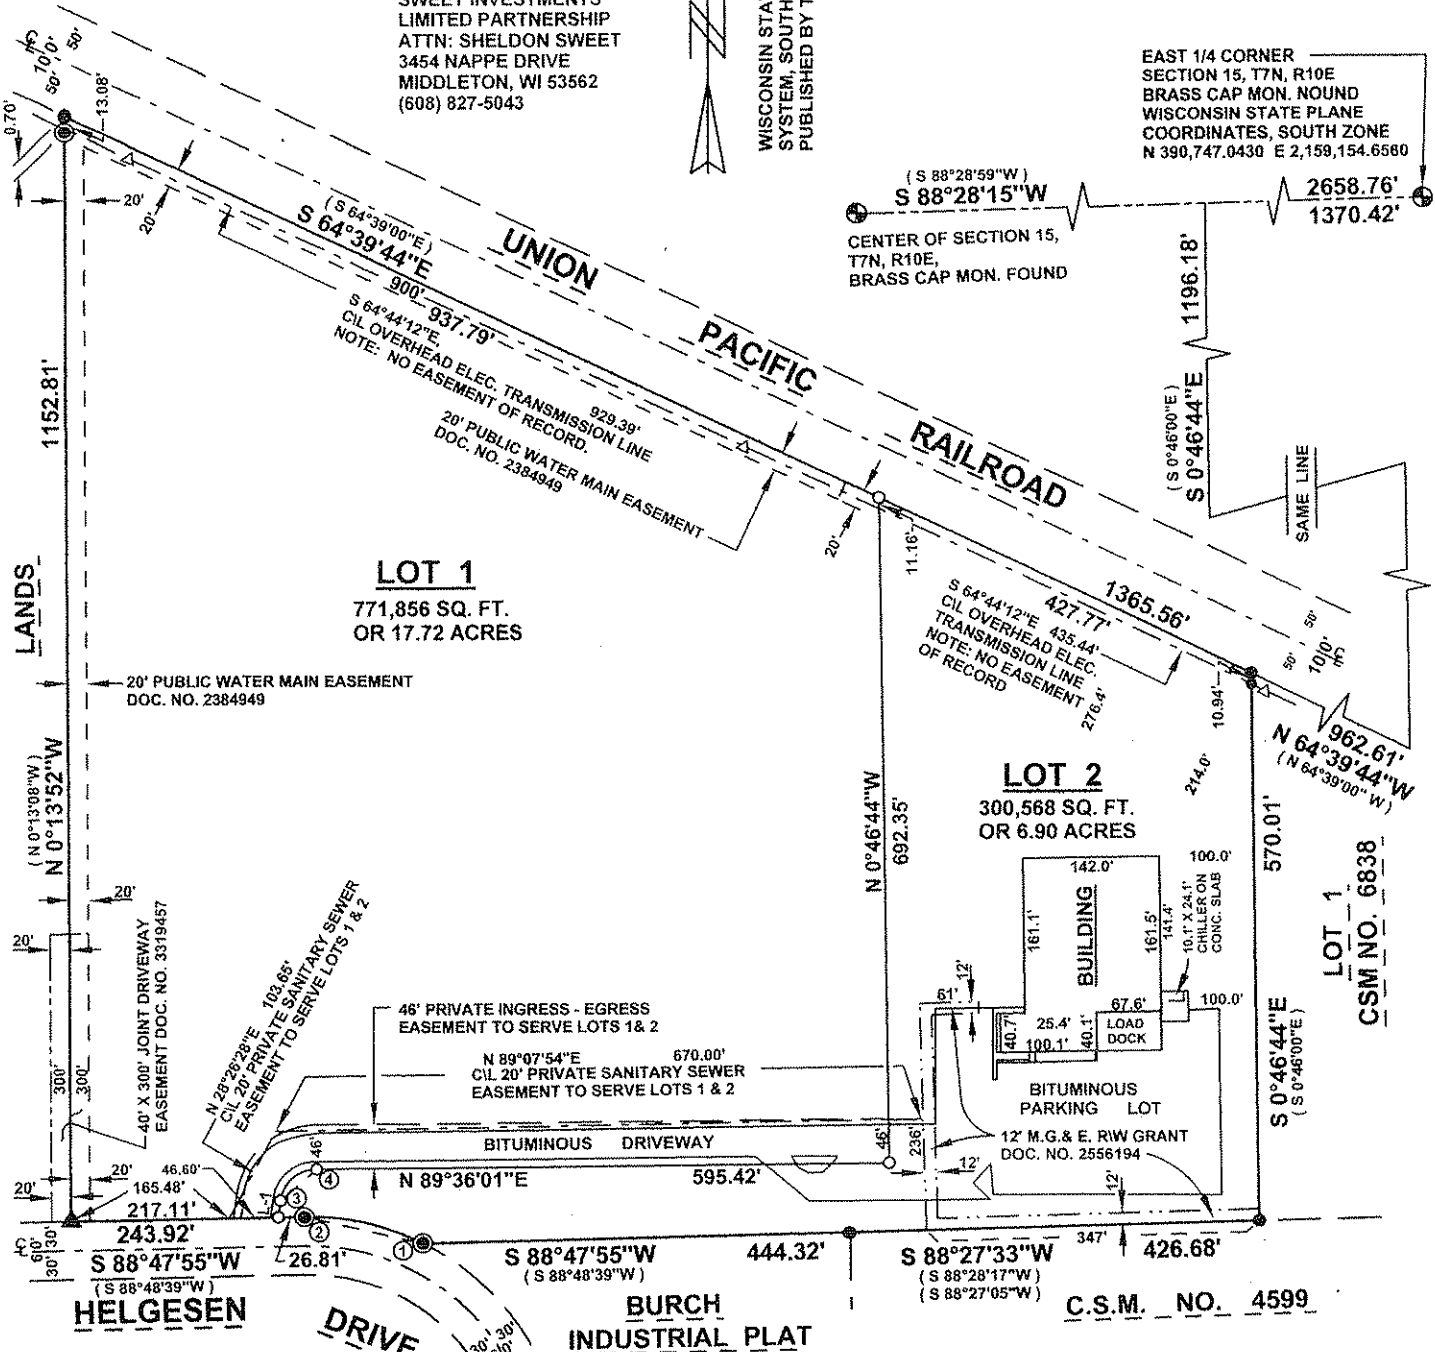 SWEET INVESTMENTS
LIMITED PARTNERSHIP
ATTN: SHELDON SWEET
3454 NAPPE DRIVE
MIDDLETON, WI 53562
(608) 827-5043
WISCONSIN STA
SYSTEM, SOUTH
PUBLISHED BY T
EAST 1/4 CORNER
SECTION 15, T7N, R10E
BRASS CAP MON. NOUND
WISCONSIN STATE PLANE
COORDINATES, SOUTH ZONE
N 390,747.0430 E 2,159,154.6560
( S 88°28'59"W )
S 88°28'15"W
2658.76'
1370.42'
CENTER OF SECTION 15,
T7N, R10E,
BRASS CAP MON. FOUND
1196.18'
S 0°46'44"E
( S 0°46'00"E )
SAME LINE
50'
100'
50'
13.08'
0.70'
20'
20'
( S 64°39'00"E )
S 64°39'44"E
900'
937.79'
UNION
PACIFIC
RAILROAD
S 64°44'12"E,
C\L OVERHEAD ELEC. TRANSMISSION LINE
929.39'
NOTE: NO EASEMENT OF RECORD.
20' PUBLIC WATER MAIN EASEMENT
DOC. NO. 2384949
20'
11.16'
1152.81'
LANDS
LOT 1
771,856 SQ. FT.
OR 17.72 ACRES
1365.56'
427.77'
S 64°44'12"E 435.44'
C\L OVERHEAD ELEC.
TRANSMISSION LINE
NOTE: NO EASEMENT
OF RECORD
276.4'
10.94'
214.0'
50'
50'
100'
962.61'
N 64°39'44"W
( N 64°39'00" W )
20' PUBLIC WATER MAIN EASEMENT
DOC. NO. 2384949
( N 0°13'08"W )
N 0°13'52"W
N 0°46'44"W
692.35'
LOT 2
300,568 SQ. FT.
OR 6.90 ACRES
570.01'
S 0°46'44"E
( S 0°46'00"E )
LOT 1
CSM NO. 6838
142.0'
100.0'
161.1'
BUILDING
161.5'
141.4'
10.1' X 24.1'
CHILLER ON
CONC. SLAB
12'
61'
67.6'
100.0'
40.7'
25.4'
40.1'
LOAD
DOCK
100.1'
BITUMINOUS
PARKING LOT
20'
20'
40' X 300' JOINT DRIVEWAY
EASEMENT DOC. NO. 3319457
300'
300'
N 28°26'28"E 103.65'
C\L 20' PRIVATE SANITARY SEWER
EASEMENT TO SERVE LOTS 1 & 2
46' PRIVATE INGRESS - EGRESS
EASEMENT TO SERVE LOTS 1& 2
N 89°07'54"E 670.00'
C\L 20' PRIVATE SANITARY SEWER
EASEMENT TO SERVE LOTS 1 & 2
BITUMINOUS DRIVEWAY
46'
46'
236'
12' M.G.& E. R\W GRANT
DOC. NO. 2556194
12'
12'
N 89°36'01"E
595.42'
20'
20'
46.60'
165.48'
217.11'
243.92'
S 88°47'55"W
( S 88°48'39"W )
26.81'
60'
30'
30'
1
2
3
4
S 88°47'55"W
( S 88°48'39"W )
444.32'
S 88°27'33"W
( S 88°28'17"W )
( S 88°27'05"W )
347'
426.68'
HELGESEN
DRIVE
30'
30'
BURCH
INDUSTRIAL PLAT
C.S.M. NO. 4599